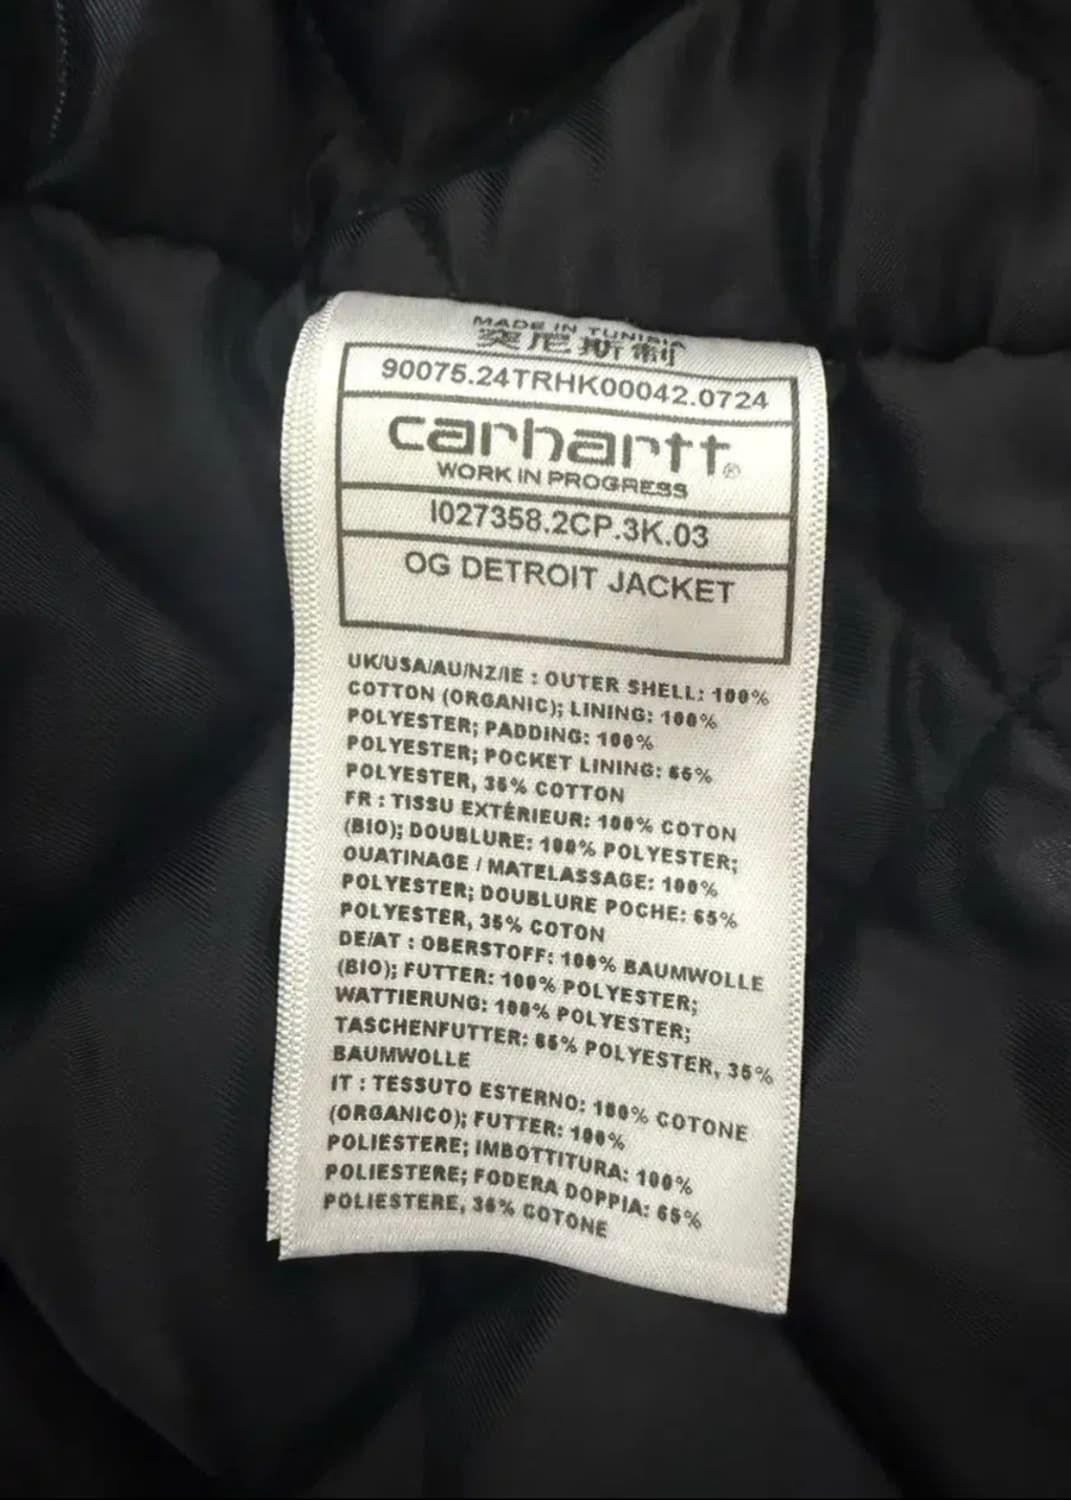 MADE IN TUNISIA
突尼斯制
90075.24TRHK00042.0724
carhartt®
WORK IN PROGRESS
I027358.2CP.3K.03
OG DETROIT JACKET
UK/USA/AU/NZ/IE : OUTER SHELL: 100%
COTTON (ORGANIC); LINING: 100%
POLYESTER; PADDING: 100%
POLYESTER; POCKET LINING: 65%
POLYESTER, 35% COTTON
FR : TISSU EXTÉRIEUR: 100% COTON
(BIO); DOUBLURE: 100% POLYESTER;
OUATINAGE / MATELASSAGE: 100%
POLYESTER; DOUBLURE POCHE: 65%
POLYESTER, 35% COTON
DE/AT : OBERSTOFF: 100% BAUMWOLLE
(BIO); FUTTER: 100% POLYESTER;
WATTIERUNG: 100% POLYESTER;
TASCHENFUTTER: 65% POLYESTER, 35%
BAUMWOLLE
IT : TESSUTO ESTERNO: 100% COTONE
(ORGANICO); FUTTER: 100%
POLIESTERE; IMBOTTITURA: 100%
POLIESTERE; FODERA DOPPIA: 65%
POLIESTERE, 35% COTONE